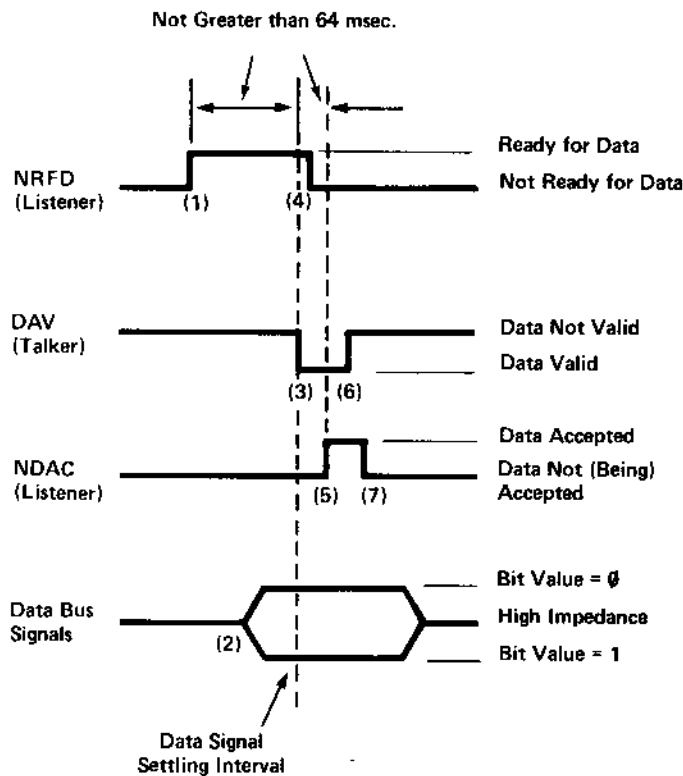 Not Greater than 64 msec.
Ready for Data
NRFD
(Listener)
Not Ready for Data
(1)
(4)
DAV
(Talker)
Data Not Valid
Data Valid
(3)
(6)
Data Accepted
NDAC
(Listener)
Data Not (Being)
Accepted
(5)
(7)
Bit Value = 0
Data Bus
Signals
High Impedance
(2)
Bit Value = 1
Data Signal
Settling Interval